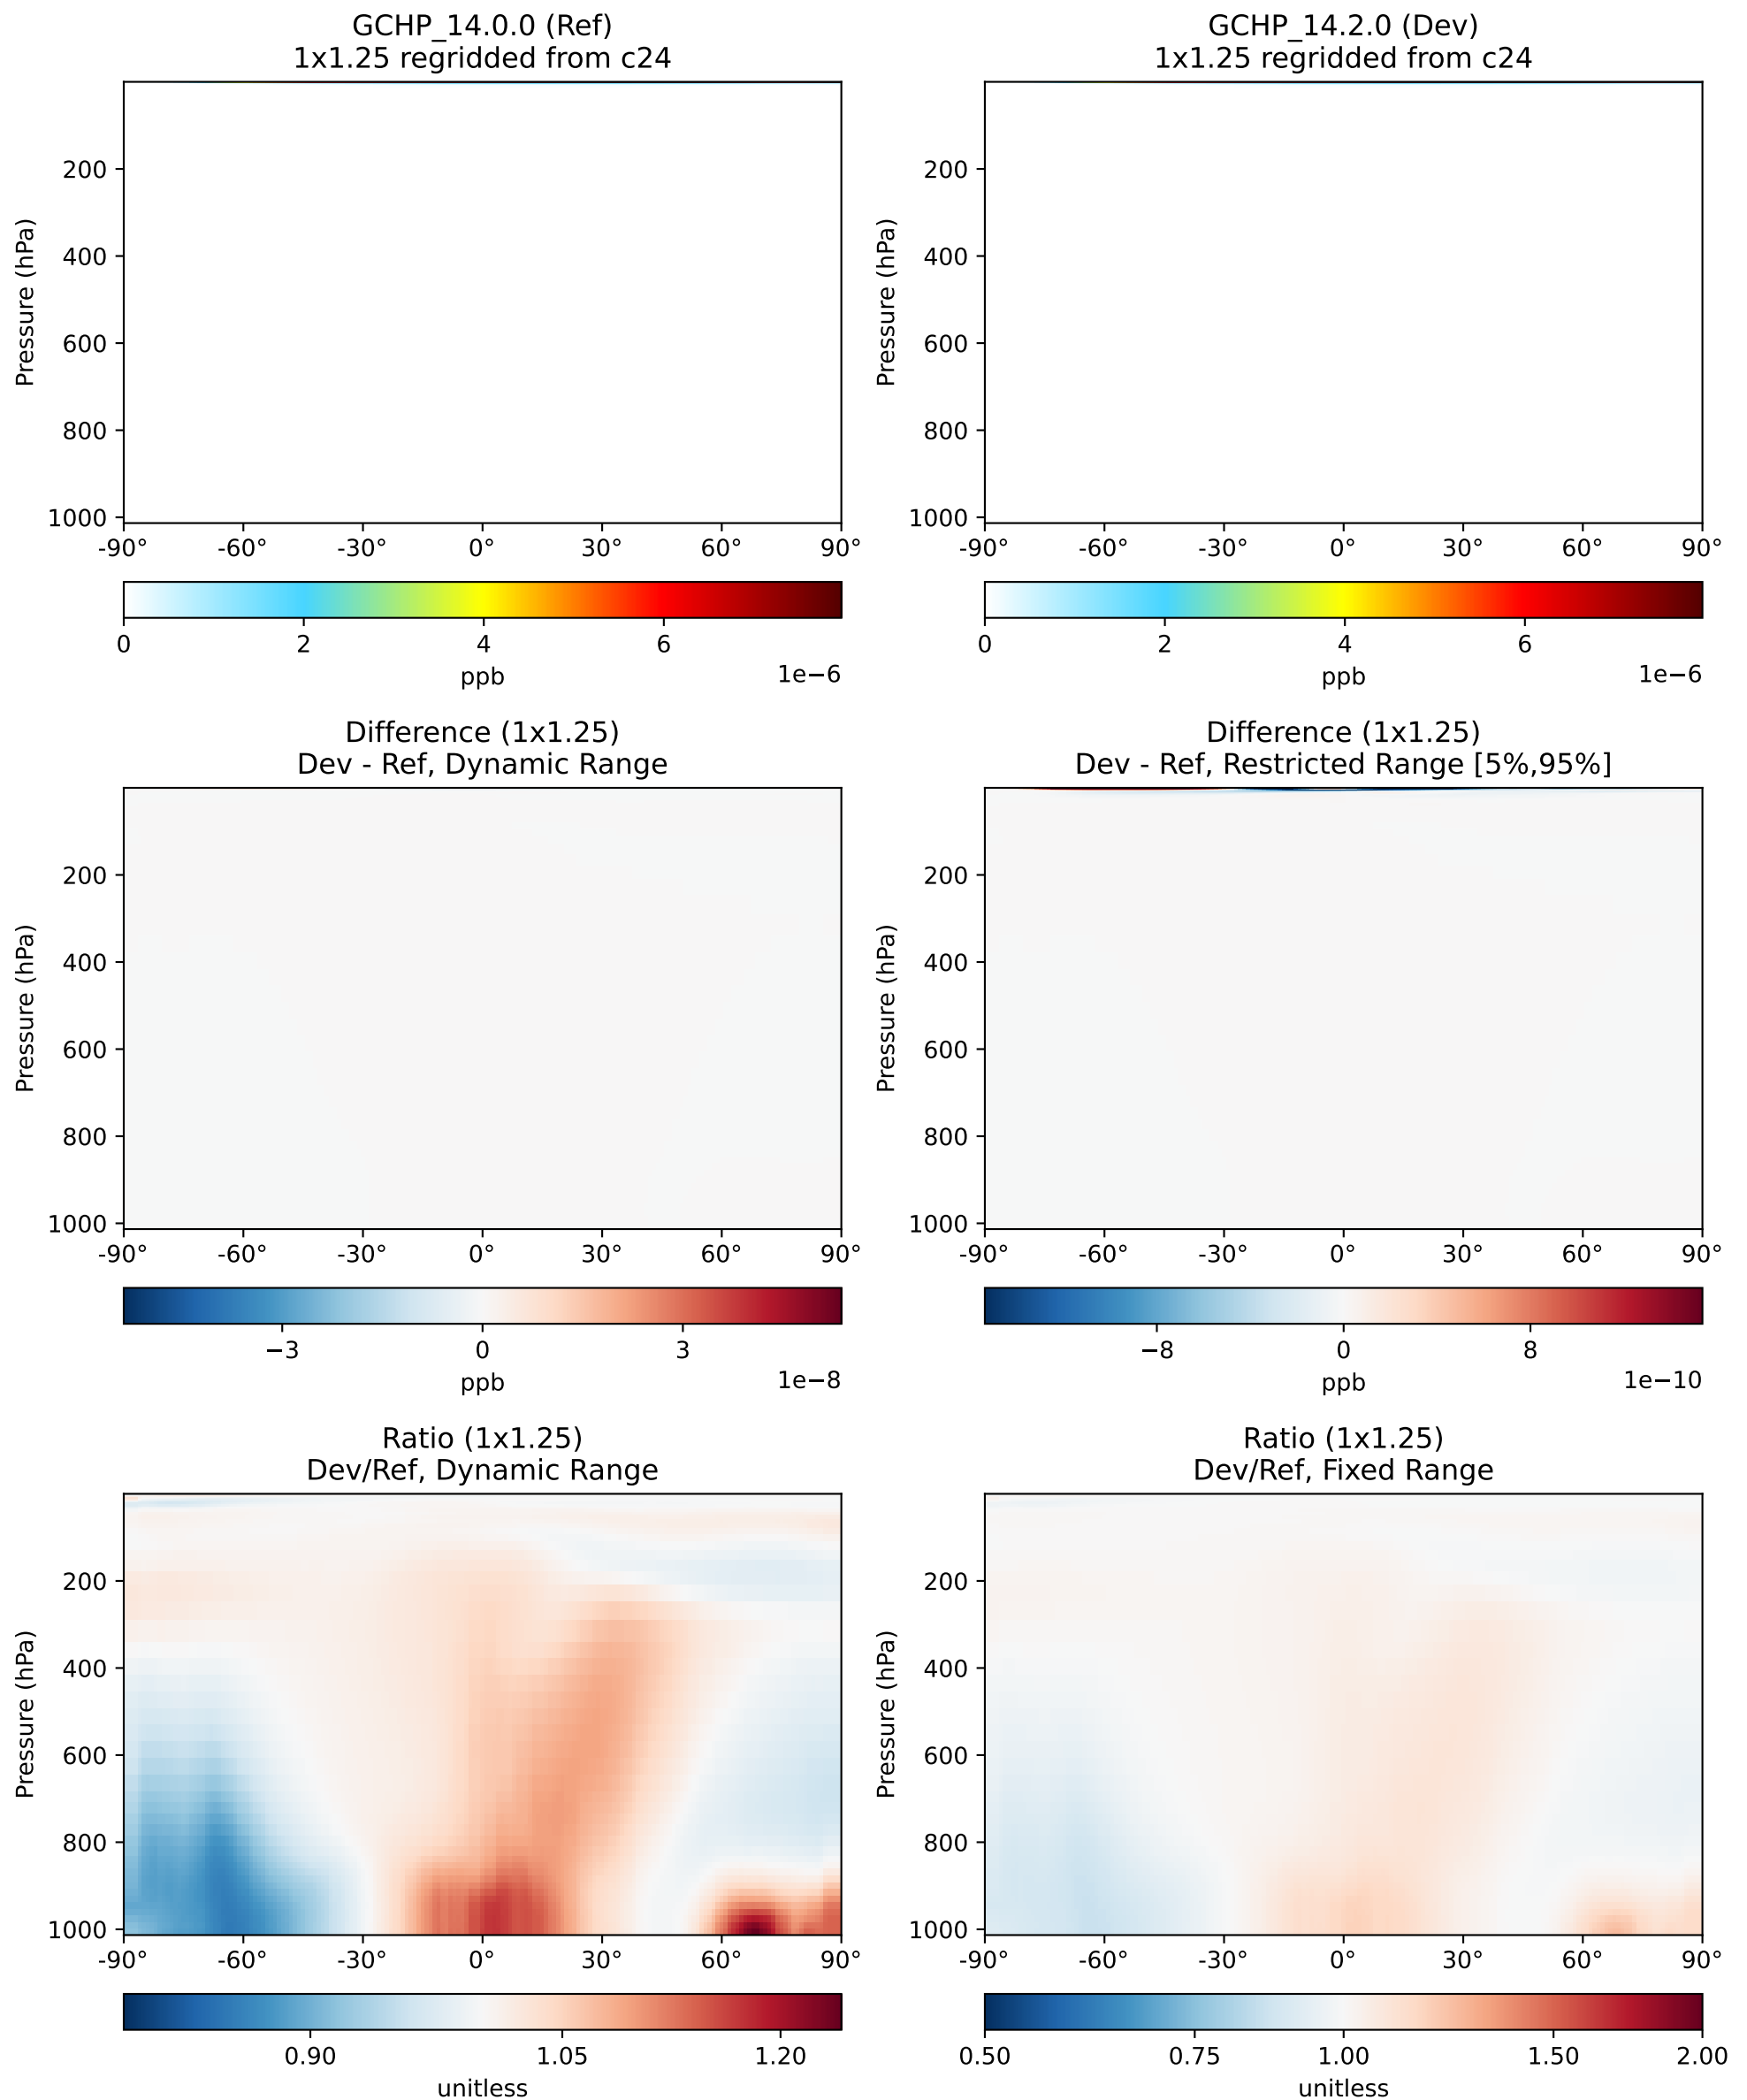 GCHP_14.0.0 (Ref)
1x1.25 regridded from c24
Pressure (hPa)
200
400
600
800
1000
-90° -60° -30° 0° 30° 60° 90°
0 2 4 6
ppb
1e−6
GCHP_14.2.0 (Dev)
1x1.25 regridded from c24
Pressure (hPa)
200
400
600
800
1000
-90° -60° -30° 0° 30° 60° 90°
0 2 4 6
ppb
1e−6
Difference (1x1.25)
Dev - Ref, Dynamic Range
Pressure (hPa)
200
400
600
800
1000
-90° -60° -30° 0° 30° 60° 90°
−3 0 3
ppb
1e−8
Difference (1x1.25)
Dev - Ref, Restricted Range [5%,95%]
Pressure (hPa)
200
400
600
800
1000
-90° -60° -30° 0° 30° 60° 90°
−8 0 8
ppb
1e−10
Ratio (1x1.25)
Dev/Ref, Dynamic Range
Pressure (hPa)
200
400
600
800
1000
-90° -60° -30° 0° 30° 60° 90°
0.90 1.05 1.20
unitless
Ratio (1x1.25)
Dev/Ref, Fixed Range
Pressure (hPa)
200
400
600
800
1000
-90° -60° -30° 0° 30° 60° 90°
0.50 0.75 1.00 1.50 2.00
unitless